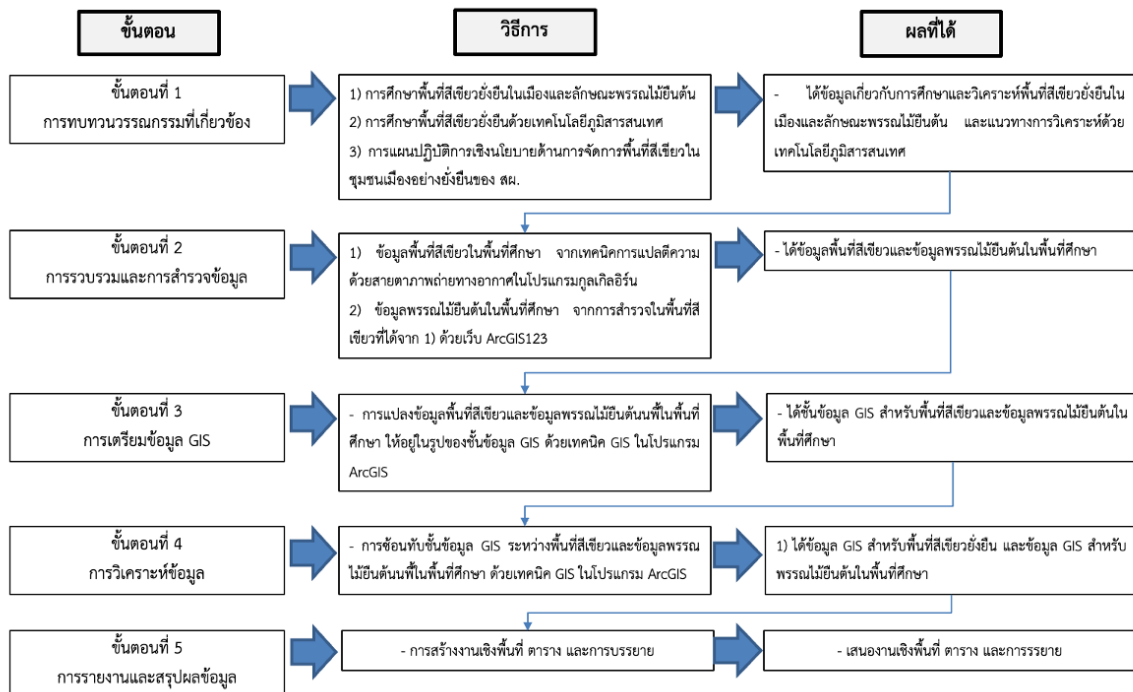 ขั้นตอน
วิธีการ
ผลที่ได้
ขั้นตอนที่ 1
การทบทวนวรรณกรรมที่เกี่ยวข้อง
1) การศึกษาพื้นที่สีเขียวยั่งยืนในเมืองและลักษณะพรรณไม้ยืนต้น
2) การศึกษาพื้นที่สีเขียวยั่งยืนด้วยเทคโนโลยีภูมิสารสนเทศ
3) การแผนปฏิบัติการเชิงนโยบายด้านการจัดการพื้นที่สีเขียวใน
ชุมชนเมืองอย่างยั่งยืนของ สผ.
- ได้ข้อมูลเกี่ยวกับการศึกษาและวิเคราะห์พื้นที่สีเขียวยั่งยืนใน
เมืองและลักษณะพรรณไม้ยืนต้น และแนวทางการวิเคราะห์ด้วย
เทคโนโลยีภูมิสารสนเทศ
ขั้นตอนที่ 2
การรวบรวมและการสำรวจข้อมูล
1) ข้อมูลพื้นที่สีเขียวในพื้นที่ศึกษา จากเทคนิคการแปลตีความ
ด้วยสายตาภาพถ่ายทางอากาศในโปรแกรมกูลเกิลอิร์น
2) ข้อมูลพรรณไม้ยืนต้นในพื้นที่ศึกษา จากการสำรวจในพื้นที่สี
เขียวที่ได้จาก 1) ด้วยเว็บ ArcGIS123
- ได้ข้อมูลพื้นที่สีเขียวและข้อมูลพรรณไม้ยืนต้นในพื้นที่ศึกษา
ขั้นตอนที่ 3
การเตรียมข้อมูล GIS
- การแปลงข้อมูลพื้นที่สีเขียวและข้อมูลพรรณไม้ยืนต้นนพื้ในพื้นที่
ศึกษา ให้อยู่ในรูปของชั้นข้อมูล GIS ด้วยเทคนิค GIS ในโปรแกรม
ArcGIS
- ได้ชั้นข้อมูล GIS สำหรับพื้นที่สีเขียวและข้อมูลพรรณไม้ยืนต้นใน
พื้นที่ศึกษา
ขั้นตอนที่ 4
การวิเคราะห์ข้อมูล
- การซ้อนทับชั้นข้อมูล GIS ระหว่างพื้นที่สีเขียวและข้อมูลพรรณ
ไม้ยืนต้นนพื้ในพื้นที่ศึกษา ด้วยเทคนิค GIS ในโปรแกรม ArcGIS
1) ได้ข้อมูล GIS สำหรับพื้นที่สีเขียวยั่งยืน และข้อมูล GIS สำหรับ
พรรณไม้ยืนต้นในพื้นที่ศึกษา
ขั้นตอนที่ 5
การรายงานและสรุปผลข้อมูล
- การสร้างงานเชิงพื้นที่ ตาราง และการบรรยาย
- เสนองานเชิงพื้นที่ ตาราง และการรรยาย